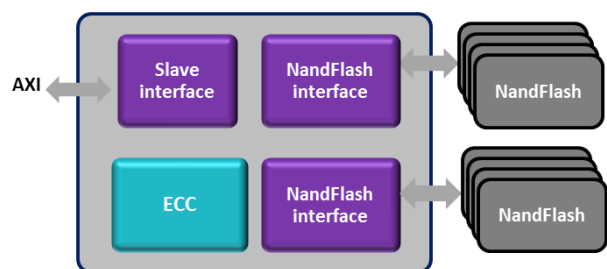 AXI
Slave
interface
NandFlash
interface
NandFlash
ECC
NandFlash
interface
NandFlash